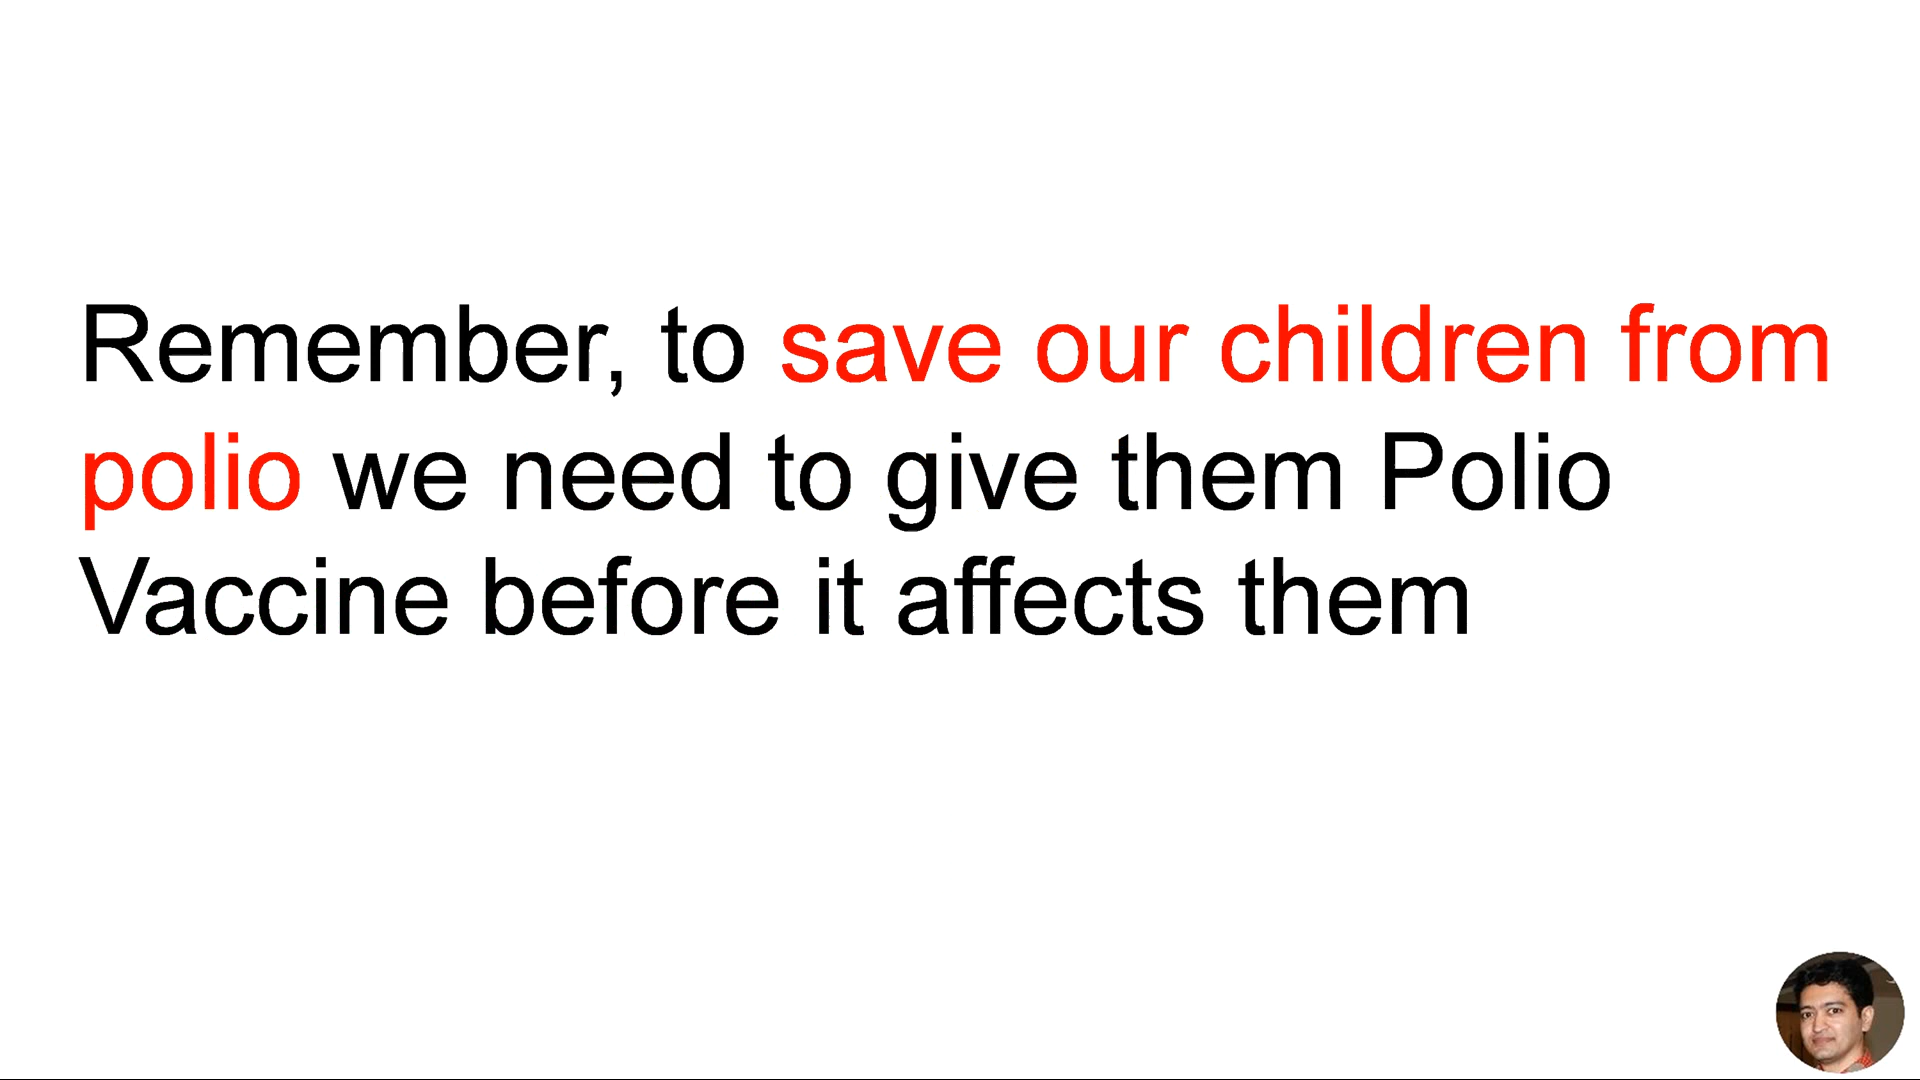 Remember, to save our children from
polio we need to give them Polio
Vaccine before it affects them